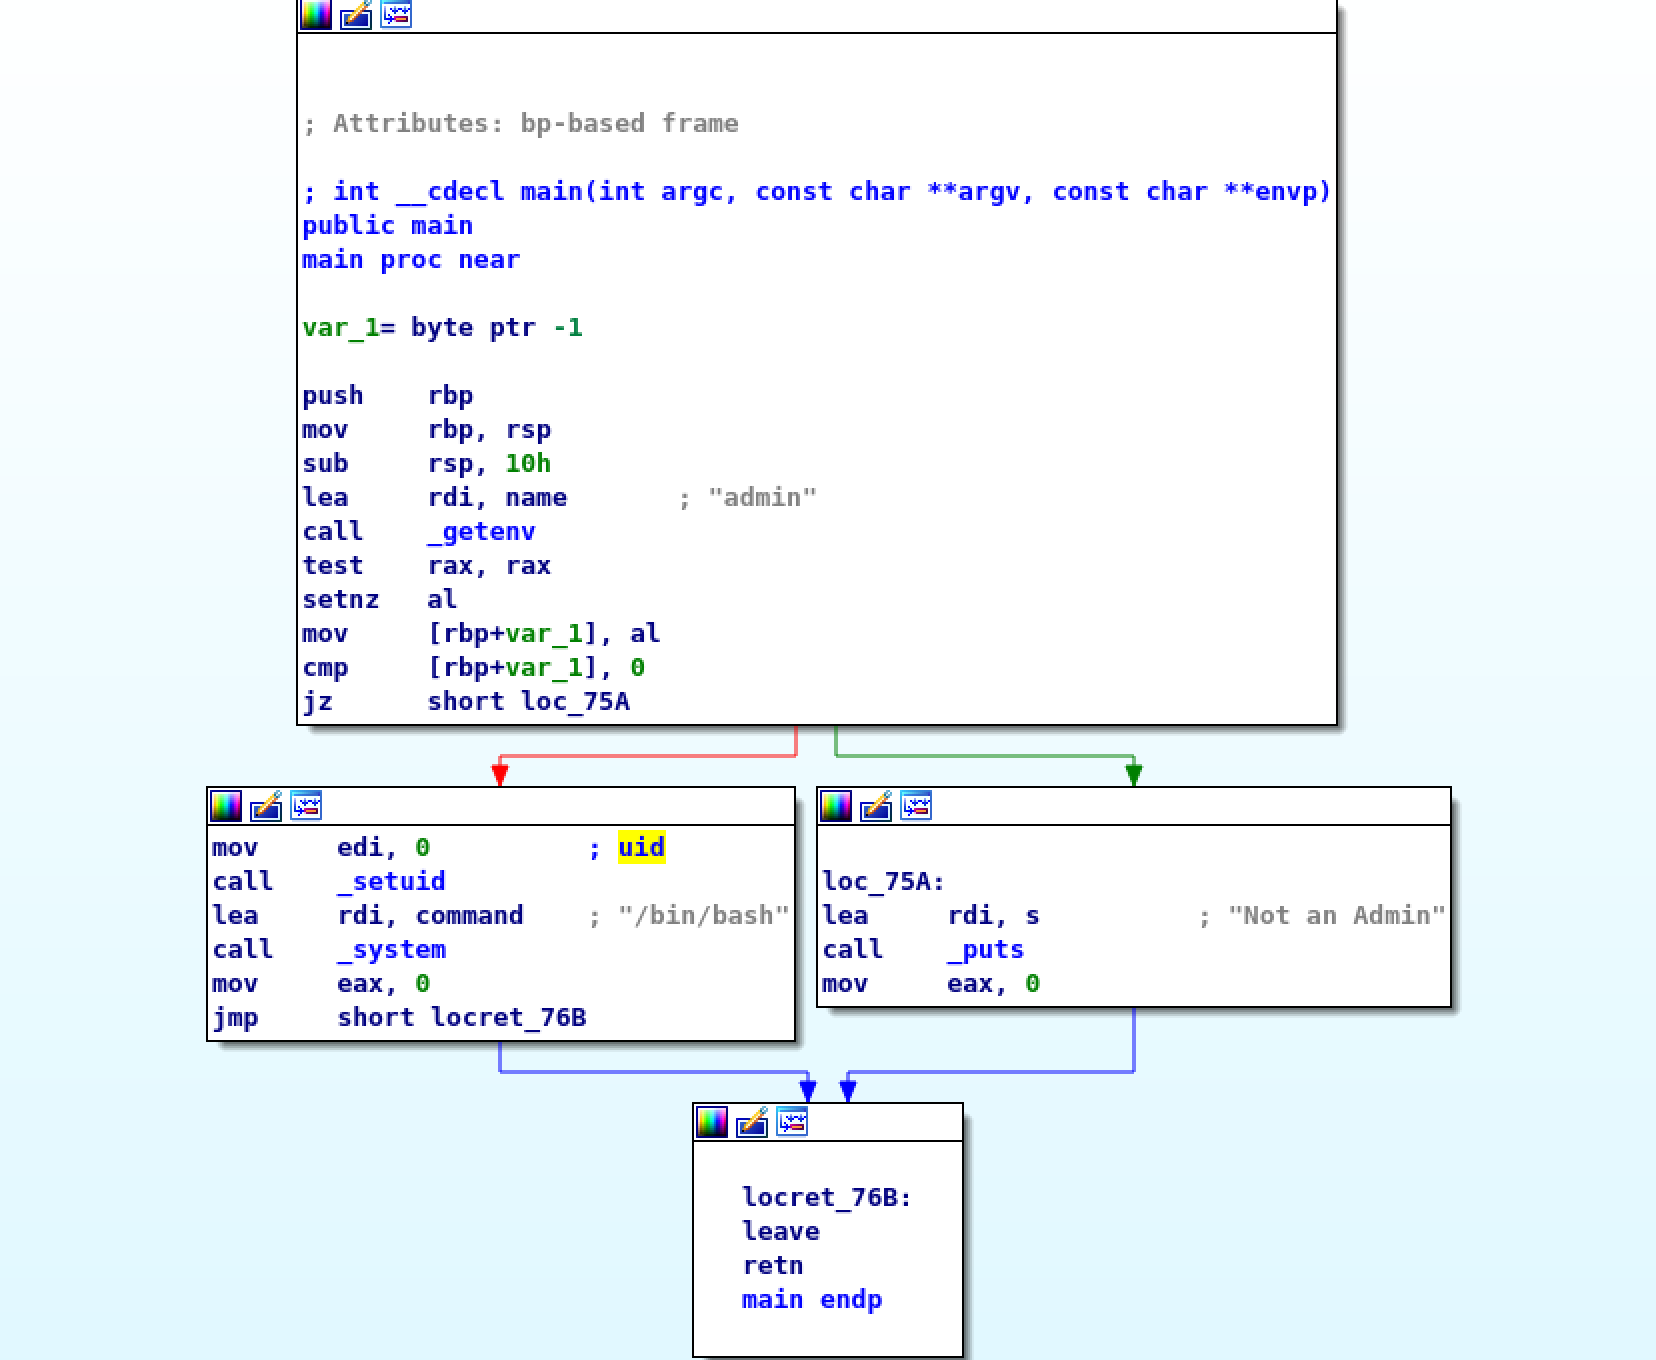 ; Attributes: bp-based frame
; int __cdecl main(int argc, const char **argv, const char **envp)
public main
main proc near
var_1= byte ptr -1
push    rbp
mov     rbp, rsp
sub     rsp, 10h
lea     rdi, name       ; "admin"
call    _getenv
test    rax, rax
setnz   al
mov     [rbp+var_1], al
cmp     [rbp+var_1], 0
jz      short loc_75A
mov     edi, 0          ; uid
call    _setuid
lea     rdi, command    ; "/bin/bash"
call    _system
mov     eax, 0
jmp     short locret_76B
loc_75A:
lea     rdi, s          ; "Not an Admin"
call    _puts
mov     eax, 0
locret_76B:
leave
retn
main endp